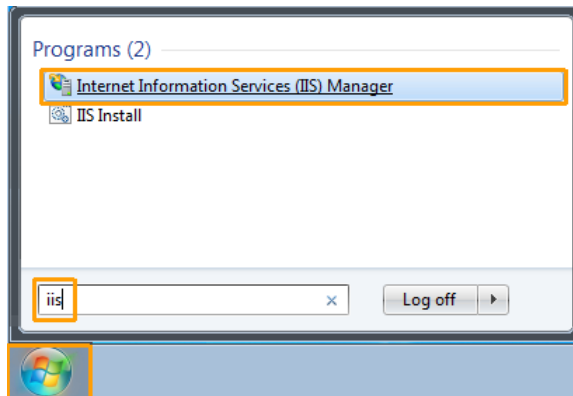 Programs (2)
Internet Information Services (IIS) Manager
IIS Install
iis
Log off